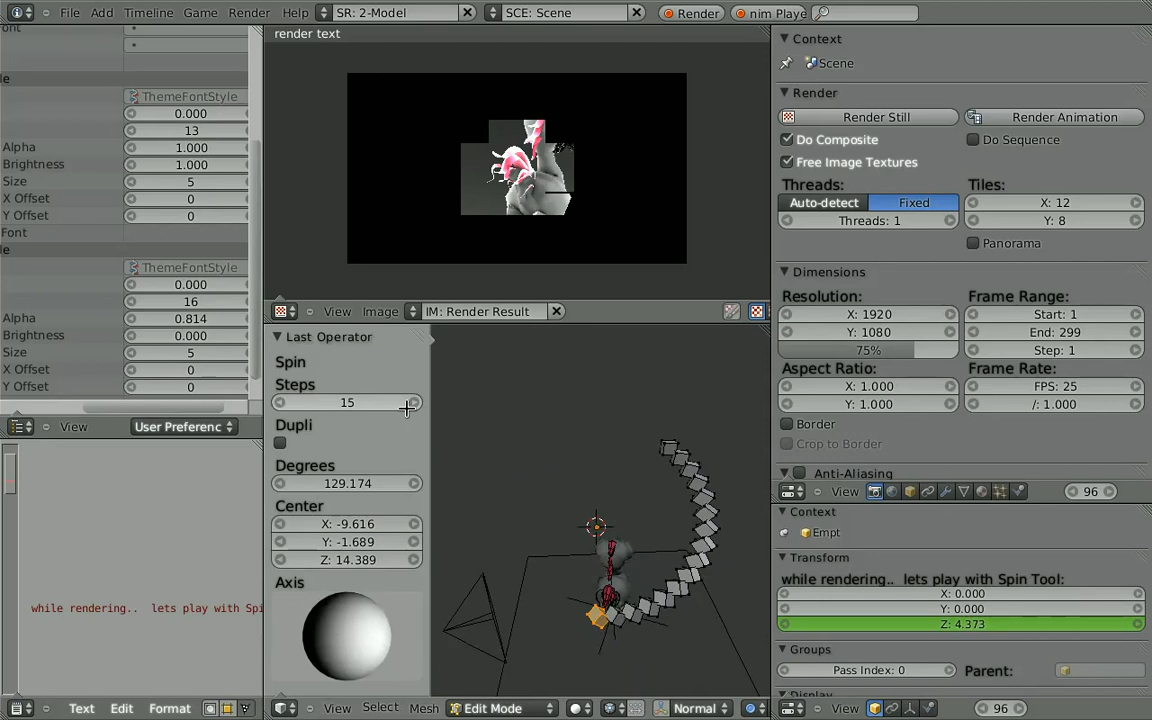 File Add Timeline Game Render Help SR: 2-Model SCE: Scene Render nim Playe
ont
le
ThemeFontStyle
0.000
13
Alpha 1.000
Brightness 1.000
Size 5
X Offset 0
Y Offset 0
Font
le
ThemeFontStyle
0.000
16
Alpha 0.814
Brightness 0.000
Size 5
X Offset 0
Y Offset 0
View User Preferenc
while rendering.. lets play with Spi
Text Edit Format
render text
View Image IM: Render Result
Last Operator
Spin
Steps
15
Dupli
Degrees
129.174
Center
X: -9.616
Y: -1.689
Z: 14.389
Axis
View Select Mesh Edit Mode Normal
Context
Scene
Render
Render Still Render Animation
Do Composite Do Sequence
Free Image Textures
Threads: Tiles:
Auto-detect Fixed X: 12
Threads: 1 Y: 8
Panorama
Dimensions
Resolution: Frame Range:
X: 1920 Start: 1
Y: 1080 End: 299
75% Step: 1
Aspect Ratio: Frame Rate:
X: 1.000 FPS: 25
Y: 1.000 /: 1.000
Border
Crop to Border
Anti-Aliasing
View 96
Context
Empt
Transform
while rendering.. lets play with Spin Tool:
X: 0.000
Y: 0.000
Z: 4.373
Groups
Pass Index: 0 Parent:
Display
View 96